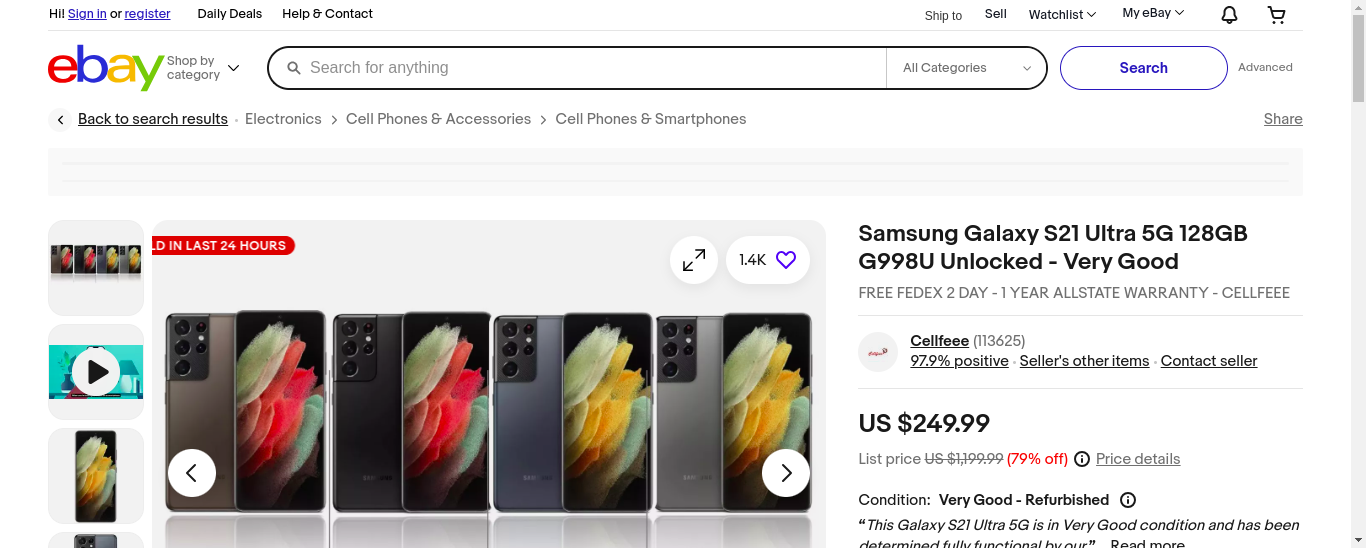 Hi! Sign in or register Daily Deals Help & Contact Ship to Sell Watchlist My eBay
ebay Shop by category Search for anything All Categories Search Advanced
Back to search results Electronics Cell Phones & Accessories Cell Phones & Smartphones Share
LD IN LAST 24 HOURS
1.4K
Samsung Galaxy S21 Ultra 5G 128GB
G998U Unlocked - Very Good
FREE FEDEX 2 DAY - 1 YEAR ALLSTATE WARRANTY - CELLFEEE
Cellfeee (113625)
97.9% positive · Seller's other items · Contact seller
US $249.99
List price US $1,199.99 (79% off) Price details
Condition: Very Good - Refurbished
“This Galaxy S21 Ultra 5G is in Very Good condition and has been
determined fully functional by our” Read more